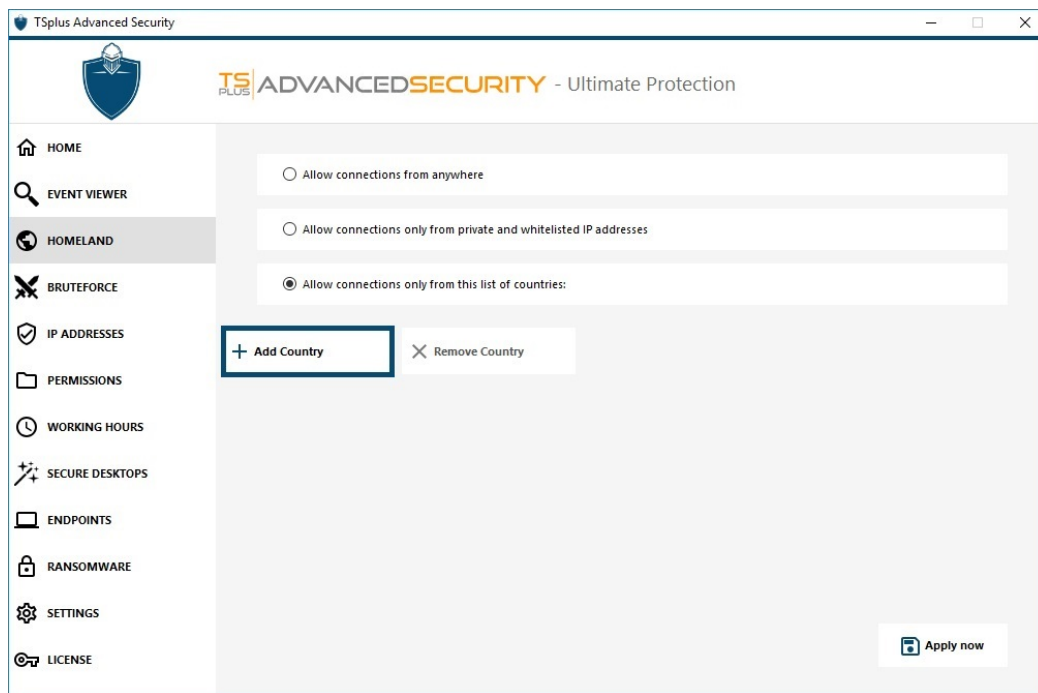 TSplus Advanced Security
TS PLUS ADVANCEDSECURITY - Ultimate Protection
HOME
EVENT VIEWER
HOMELAND
BRUTEFORCE
IP ADDRESSES
PERMISSIONS
WORKING HOURS
SECURE DESKTOPS
ENDPOINTS
RANSOMWARE
SETTINGS
LICENSE
Allow connections from anywhere
Allow connections only from private and whitelisted IP addresses
Allow connections only from this list of countries:
Add Country
Remove Country
Apply now